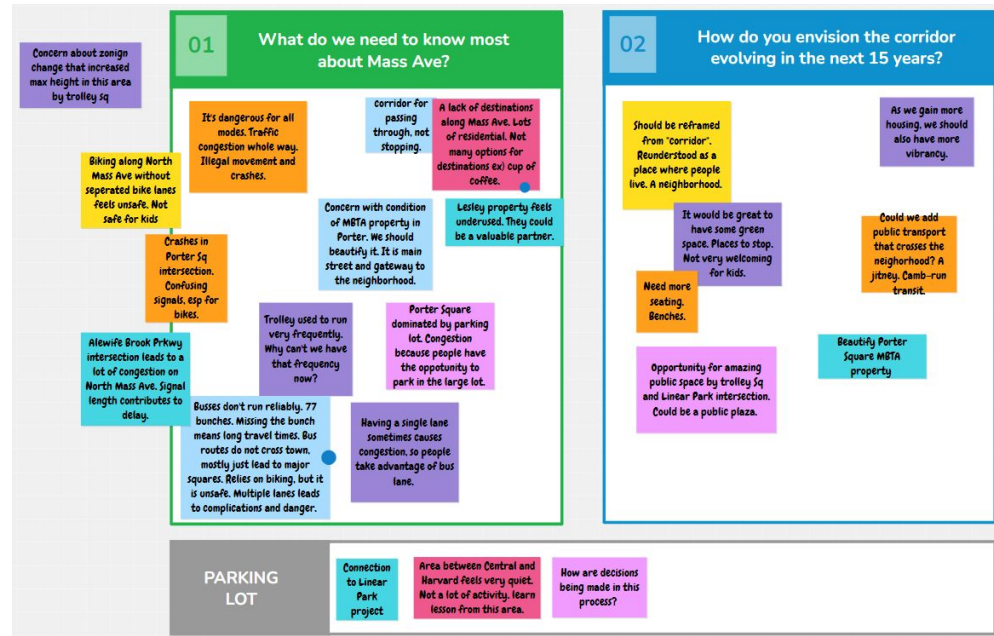 Concern about zonign
change that increased
max height in this area
by trolley sq
01
What do we need to know most
about Mass Ave?
It's dangerous for all
modes. Traffic
congestion whole way.
Illegal movement and
crashes.
corridor for
passing
through, not
stopping.
A lack of destinations
along Mass Ave. Lots
of residential. Not
many options for
destinations ex) cup of
coffee.
Biking along North
Mass Ave without
seperated bike lanes
feels unsafe. Not
safe for kids
Concern with condition
of MBTA property in
Porter. We should
beautify it. It is main
street and gateway to
the neighborhood.
Lesley property feels
underused. They could
be a valuable partner.
Crashes in
Porter Sq
intersection.
Confusing
signals, esp for
bikes.
Trolley used to run
very frequently.
Why can't we have
that frequency
now?
Porter Square
dominated by parking
lot. Congestion
because people have
the oppotunity to
park in the large lot.
Alewife Brook Prkwy
intersection leads to a
lot of congestion on
North Mass Ave. Signal
length contributes to
delay.
Busses don't run reliably. 77
bunches. Missing the bunch
means long travel times. Bus
routes do not cross town,
mostly just lead to major
squares. Relies on biking, but it
is unsafe. Multiple lanes leads
to complications and danger.
Having a single lane
sometimes causes
congestion, so people
take advantage of bus
lane.
02
How do you envision the corridor
evolving in the next 15 years?
Should be reframed
from "corridor".
Reunderstood as a
place where people
live. A neighborhood.
As we gain more
housing, we should
also have more
vibrancy.
It would be great to
have some green
space. Places to stop.
Not very welcoming
for kids.
Could we add
public transport
that crosses the
neighorhood? A
jitney. Camb-run
transit.
Need more
seating.
Benches.
Beautify Porter
Square MBTA
property
Opportunity for amazing
public space by trolley Sq
and Linear Park intersection.
Could be a public plaza.
PARKING
LOT
Connection
to Linear
Park
project
Area between Central and
Harvard feels very quiet.
Not a lot of activity. learn
lesson from this area.
How are decisions
being made in this
process?